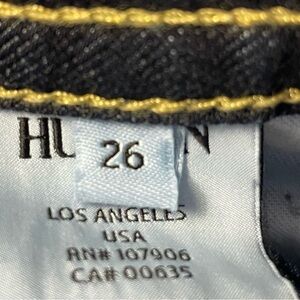 HU N
26
LOS ANGELES
USA
RN# 107906
CA# 00635